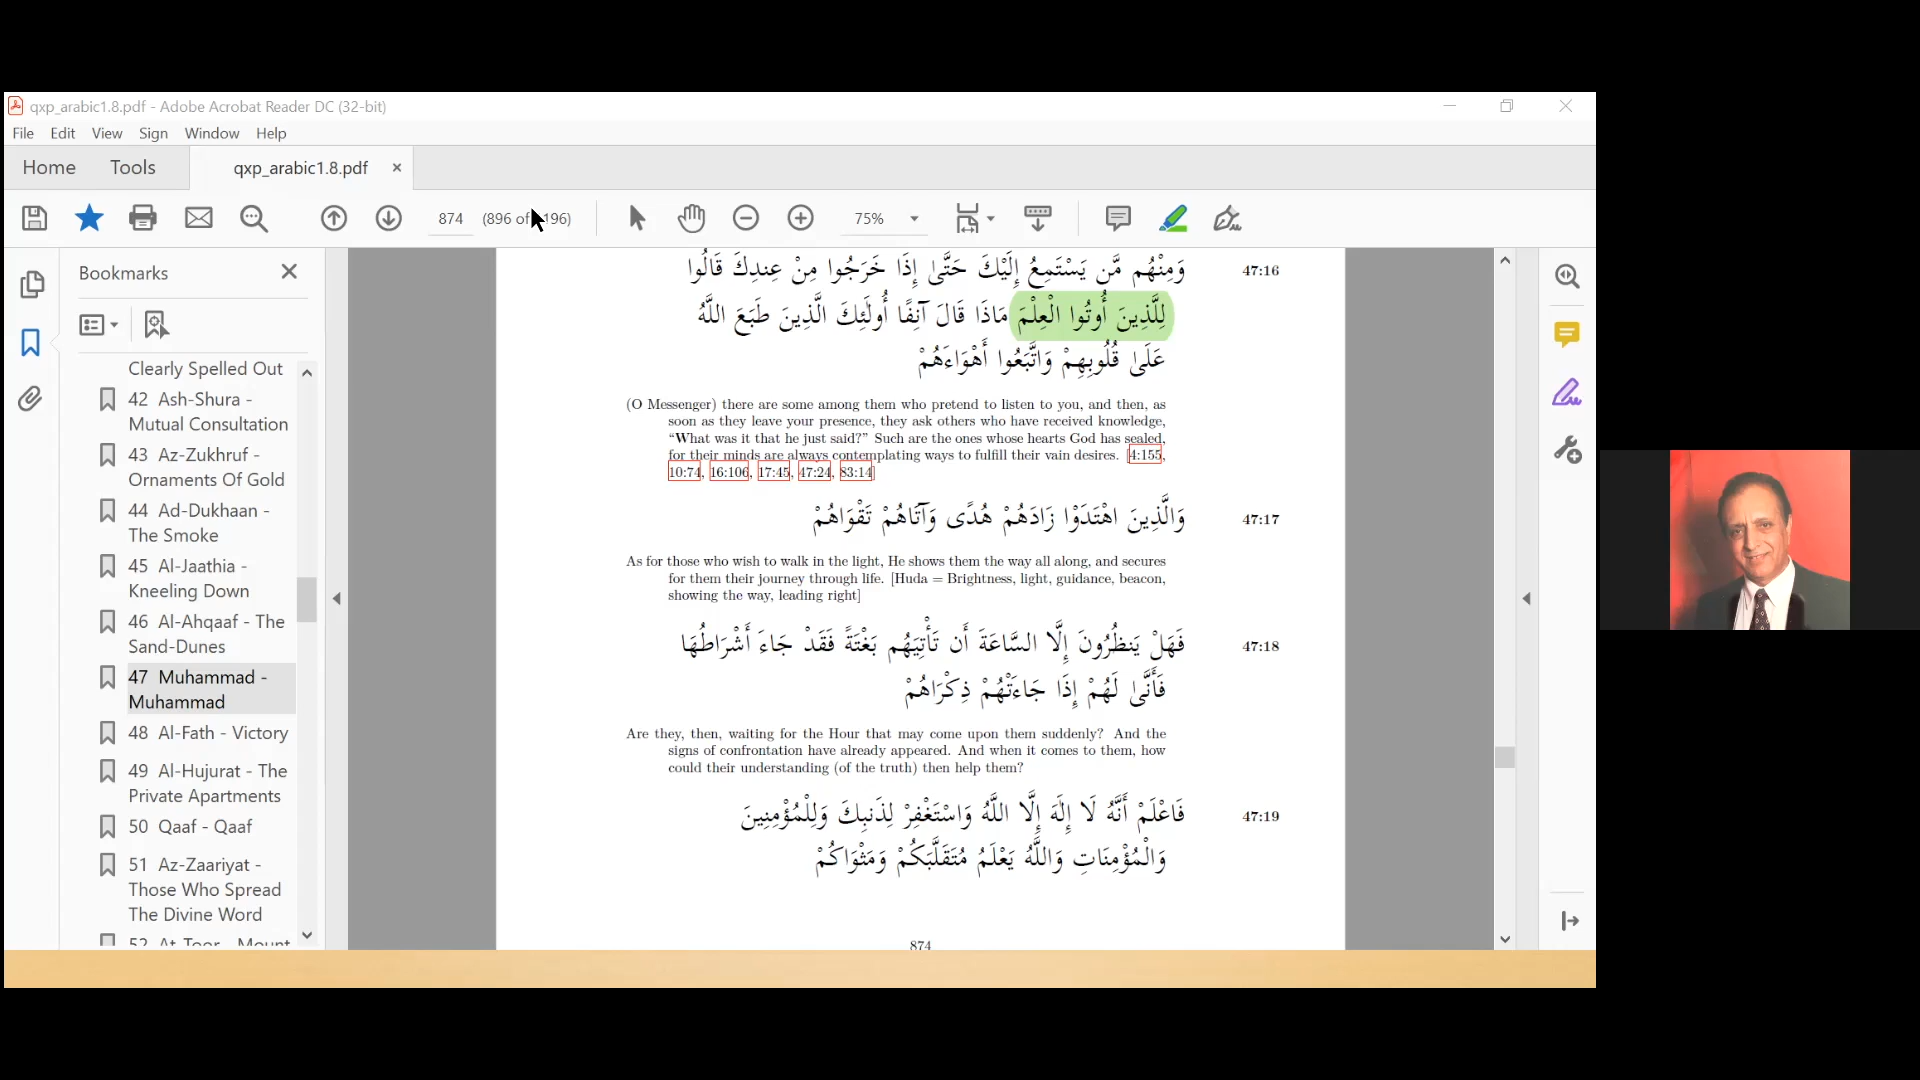 qxp_arabic1.8.pdf - Adobe Acrobat Reader DC (32-bit)
File Edit View Sign Window Help
Home Tools qxp_arabic1.8.pdf
874 (896 of 196) 75%
Bookmarks
Clearly Spelled Out
42 Ash-Shura -
Mutual Consultation
43 Az-Zukhruf -
Ornaments Of Gold
44 Ad-Dukhaan -
The Smoke
45 Al-Jaathia -
Kneeling Down
46 Al-Ahqaaf - The
Sand-Dunes
47 Muhammad -
Muhammad
48 Al-Fath - Victory
49 Al-Hujurat - The
Private Apartments
50 Qaaf - Qaaf
51 Az-Zaariyat -
Those Who Spread
The Divine Word
52 At-Toor - Mount
وَمِنْهُم مَّن يَسْتَمِعُ إِلَيْكَ حَتَّىٰ إِذَا خَرَجُوا مِنْ عِندِكَ قَالُوا 47:16
لِلَّذِينَ أُوتُوا الْعِلْمَ مَاذَا قَالَ آنِفًا أُولَٰئِكَ الَّذِينَ طَبَعَ اللَّهُ
عَلَىٰ قُلُوبِهِمْ وَاتَّبَعُوا أَهْوَاءَهُمْ
(O Messenger) there are some among them who pretend to listen to you, and then, as
soon as they leave your presence, they ask others who have received knowledge,
“What was it that he just said?” Such are the ones whose hearts God has sealed,
for their minds are always contemplating ways to fulfill their vain desires. [4:155,
10:74, 16:106, 17:45, 47:24, 83:14]
وَالَّذِينَ اهْتَدَوْا زَادَهُمْ هُدًى وَآتَاهُمْ تَقْوَاهُمْ 47:17
As for those who wish to walk in the light, He shows them the way all along, and secures
for them their journey through life. [Huda = Brightness, light, guidance, beacon,
showing the way, leading right]
فَهَلْ يَنظُرُونَ إِلَّا السَّاعَةَ أَن تَأْتِيَهُم بَغْتَةً فَقَدْ جَاءَ أَشْرَاطُهَا 47:18
فَأَنَّىٰ لَهُمْ إِذَا جَاءَتْهُمْ ذِكْرَاهُمْ
Are they, then, waiting for the Hour that may come upon them suddenly? And the
signs of confrontation have already appeared. And when it comes to them, how
could their understanding (of the truth) then help them?
فَاعْلَمْ أَنَّهُ لَا إِلَٰهَ إِلَّا اللَّهُ وَاسْتَغْفِرْ لِذَنبِكَ وَلِلْمُؤْمِنِينَ 47:19
وَالْمُؤْمِنَاتِ وَاللَّهُ يَعْلَمُ مُتَقَلَّبَكُمْ وَمَثْوَاكُمْ
874